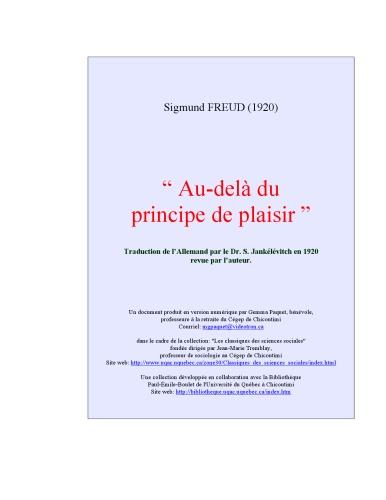 Sigmund FREUD (1920)
“ Au-delà du
principe de plaisir ”
Traduction de l’Allemand par le Dr. S. Jankélévitch en 1920
revue par l’auteur.
Un document produit en version numérique par Gemma Paquet, bénévole,
professeure à la retraite du Cégep de Chicoutimi
Courriel: mgpaquet@videotron.ca
dans le cadre de la collection: "Les classiques des sciences sociales"
fondée dirigée par Jean-Marie Tremblay,
professeur de sociologie au Cégep de Chicoutimi
Site web: http://www.uqac.uquebec.ca/zone30/Classiques_des_sciences_sociales/index.html
Une collection développée en collaboration avec la Bibliothèque
Paul-Émile-Boulet de l'Université du Québec à Chicoutimi
Site web: http://bibliotheque.uqac.uquebec.ca/index.htm